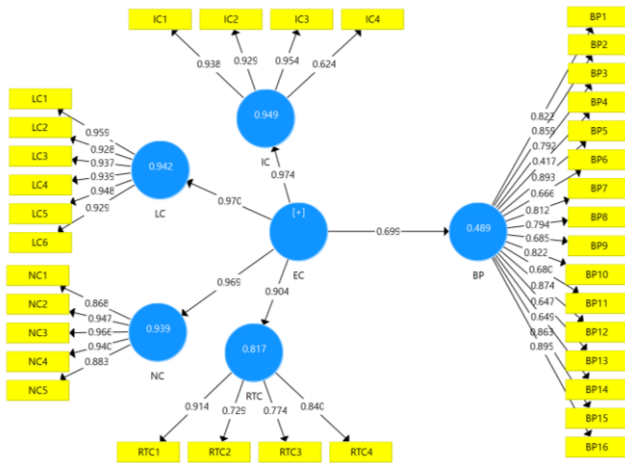 IC1 IC2 IC3 IC4
0.938 0.929 0.954 0.624
0.949
IC
LC1
LC2
LC3
LC4
LC5
LC6
0.959
0.928
0.937
0.939
0.948
0.929
0.942
LC
0.974
0.970
[+]
EC
0.699
0.969
0.904
NC1
NC2
NC3
NC4
NC5
0.868
0.947
0.966
0.940
0.883
0.939
NC
0.817
RTC
0.914 0.729 0.774 0.840
RTC1 RTC2 RTC3 RTC4
0.489
BP
0.822
0.859
0.792
0.417
0.893
0.666
0.812
0.794
0.685
0.822
0.680
0.874
0.647
0.649
0.863
0.895
BP1
BP2
BP3
BP4
BP5
BP6
BP7
BP8
BP9
BP10
BP11
BP12
BP13
BP14
BP15
BP16